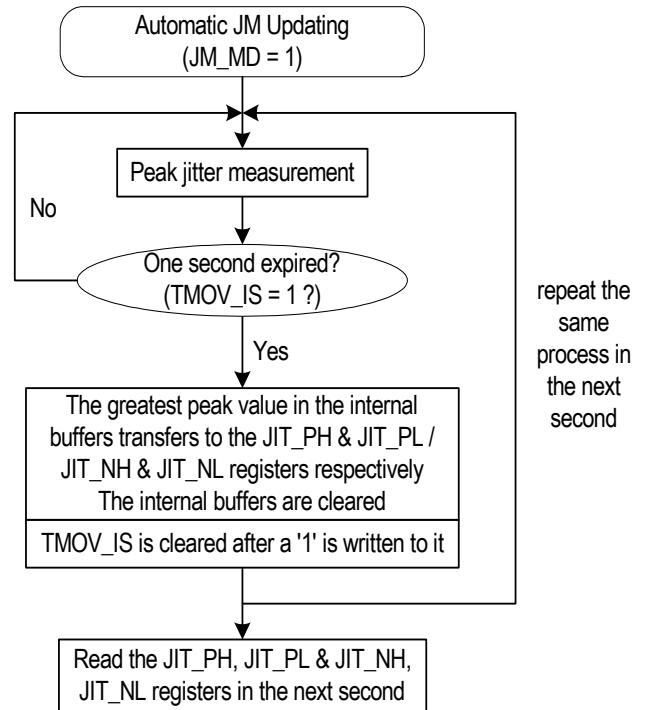 Automatic JM Updating
(JM_MD = 1)
Peak jitter measurement
No
One second expired?
(TMOV_IS = 1 ?)
Yes
repeat the
same
process in
the next
second
The greatest peak value in the internal
buffers transfers to the JIT_PH & JIT_PL /
JIT_NH & JIT_NL registers respectively
The internal buffers are cleared
TMOV_IS is cleared after a '1' is written to it
Read the JIT_PH, JIT_PL & JIT_NH,
JIT_NL registers in the next second